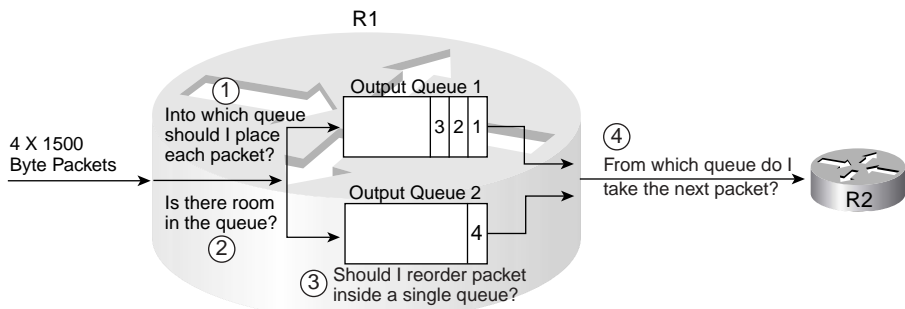 R1
1
Output Queue 1
Into which queue
should I place
each packet?
3 2 1
4
4 X 1500
Byte Packets
From which queue do I
take the next packet?
Is there room
in the queue?
2
Output Queue 2
4
R2
3
Should I reorder packet
inside a single queue?